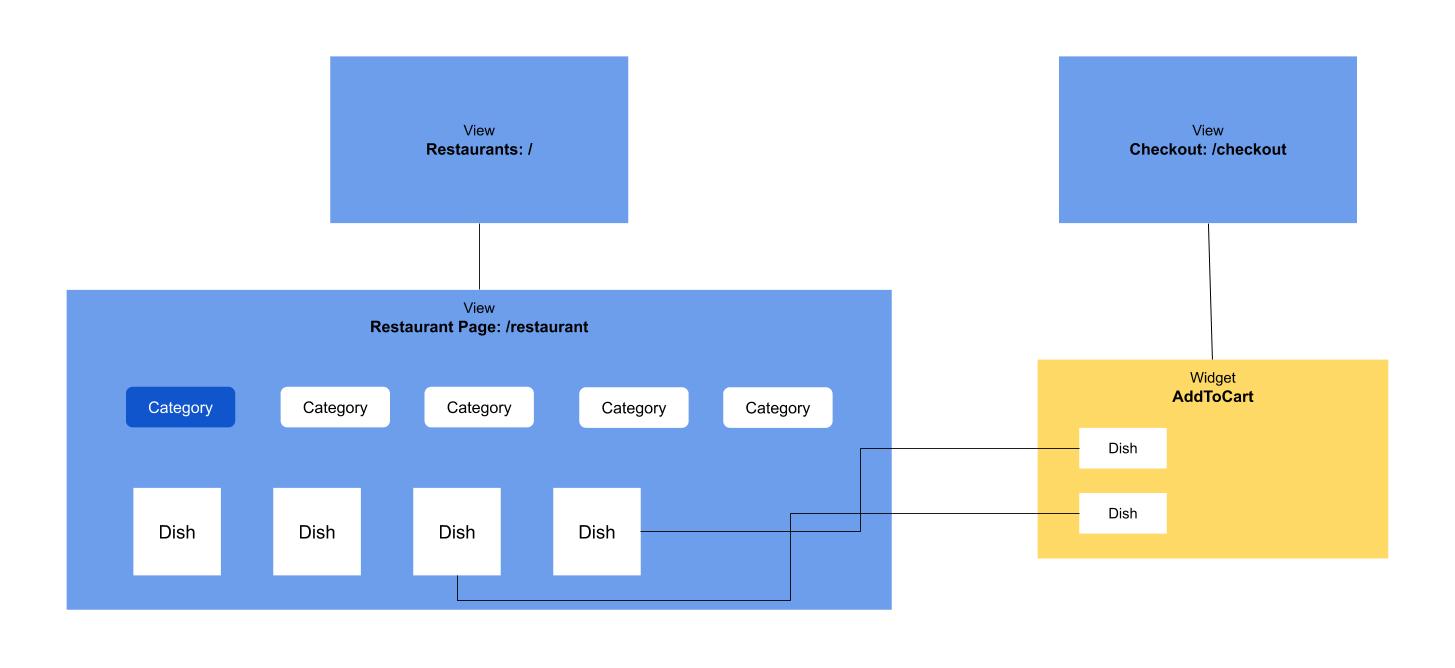 View
Restaurants: /
View
Checkout: /checkout
View
Restaurant Page: /restaurant
Category
Category
Category
Category
Category
Dish
Dish
Dish
Dish
Widget
AddToCart
Dish
Dish